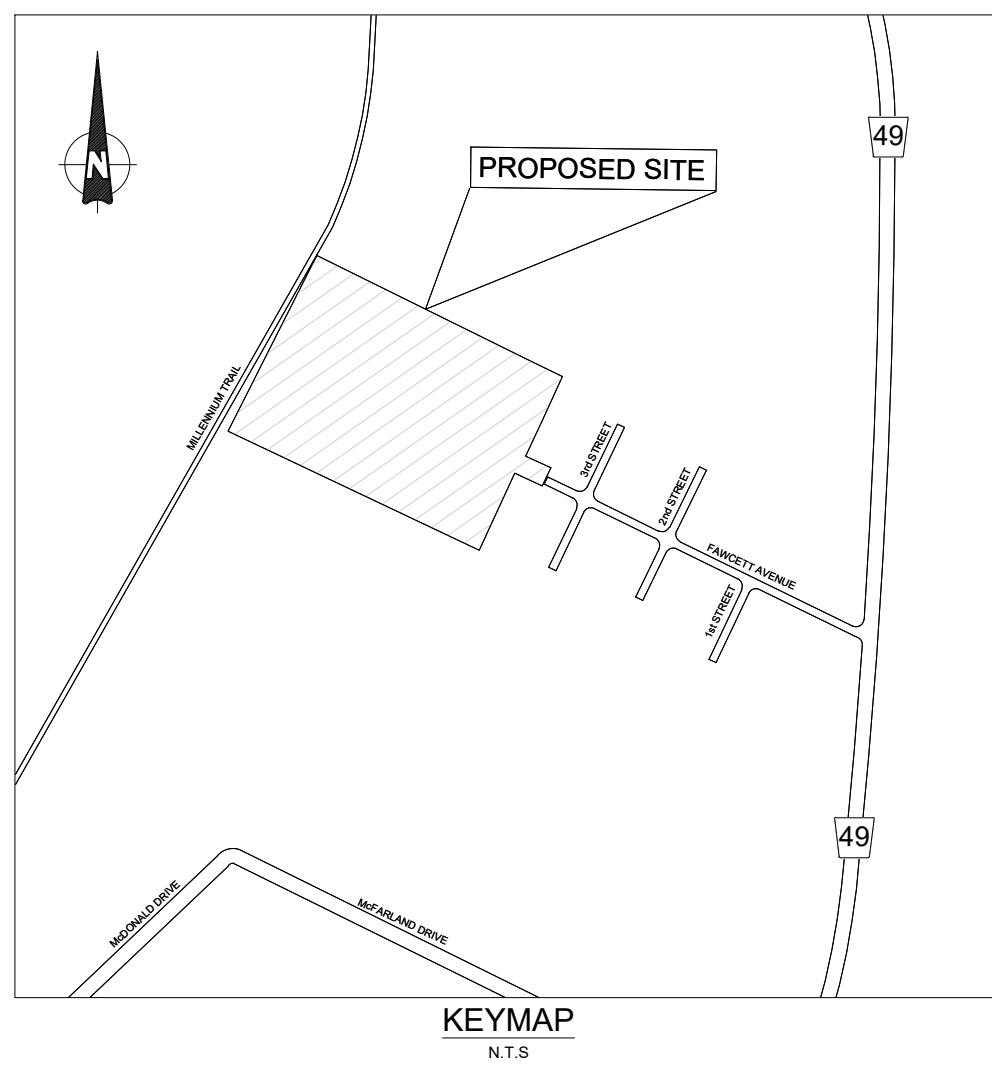 49
N
PROPOSED SITE
MILLENNIUM TRAIL
3rd STREET
2nd STREET
FAWCETT AVENUE
1st STREET
49
McDONALD DRIVE
McFARLAND DRIVE
KEYMAP
N.T.S